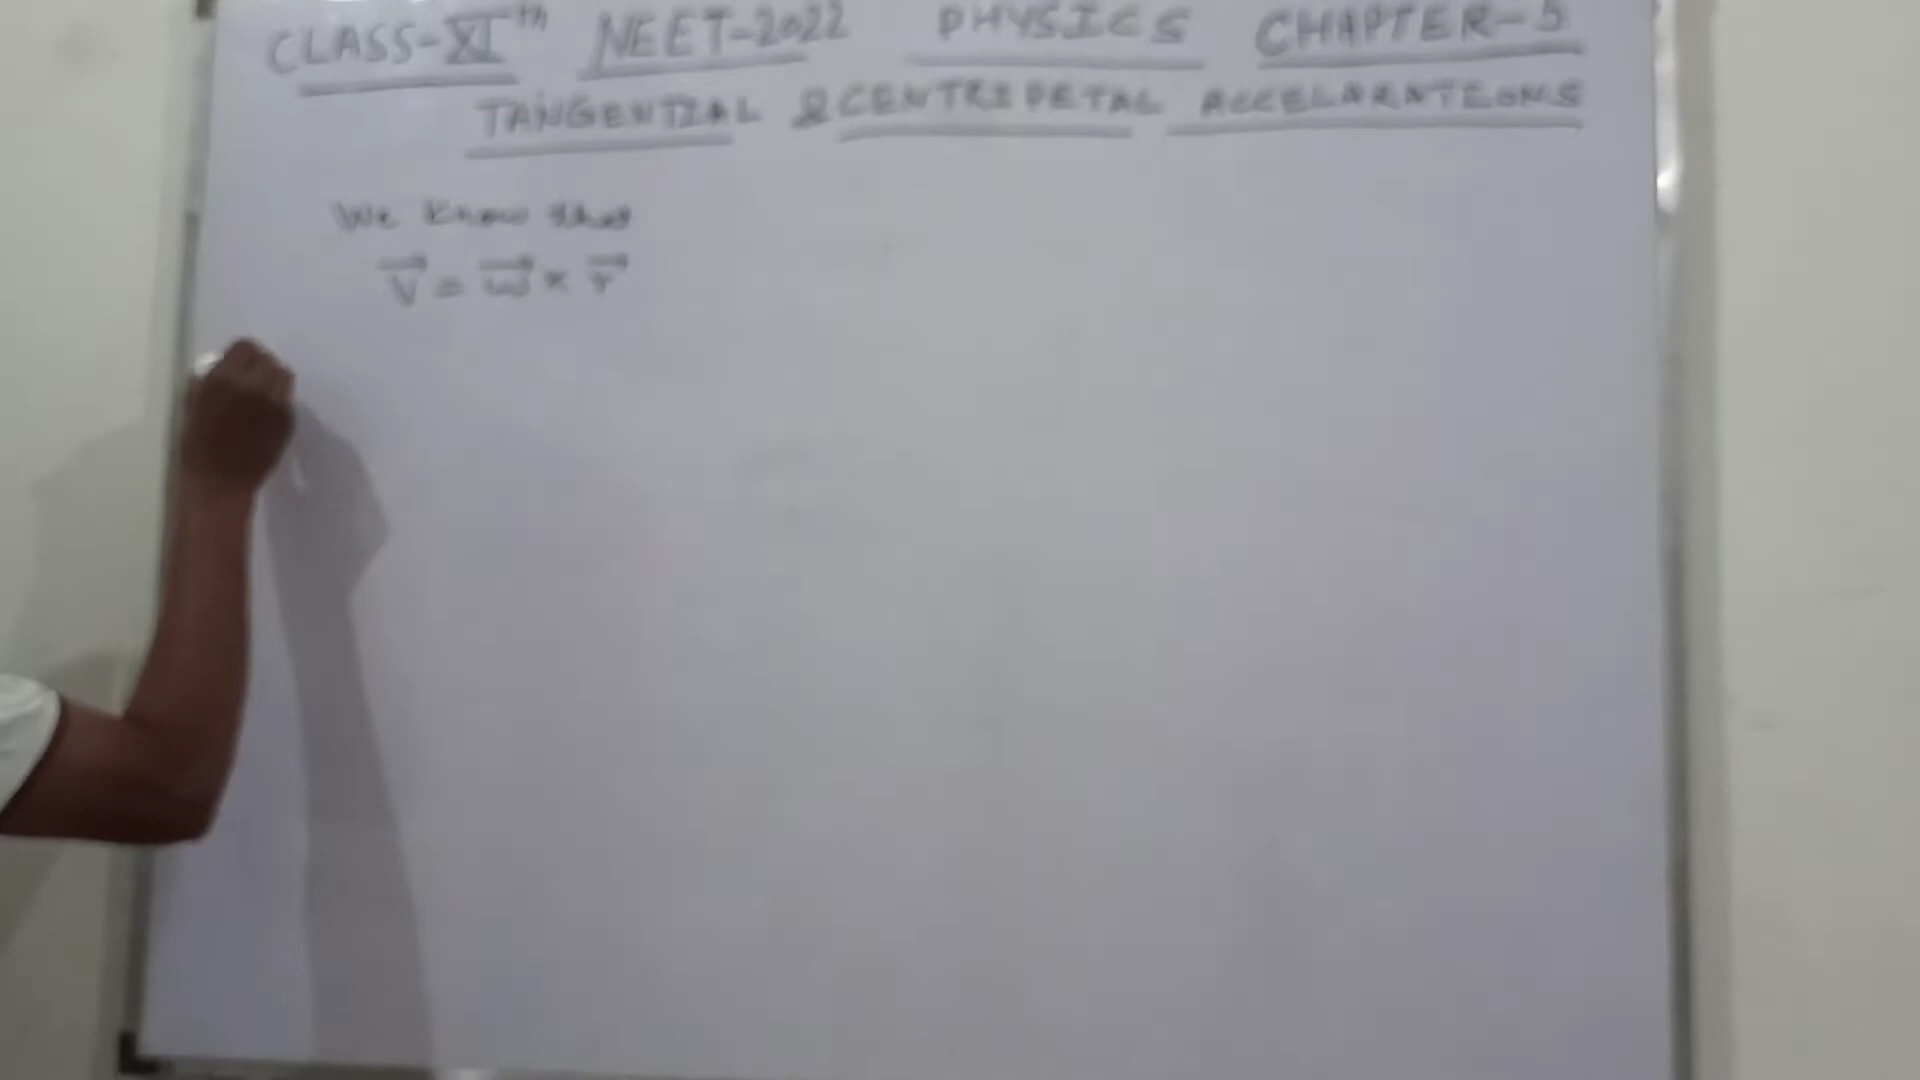 CLASS-XIth NEET-2022 PHYSICS CHAPTER-5
TANGENTIAL & CENTRIPETAL ACCELARATIONS
We know that
V⃗ = ω⃗ × r⃗